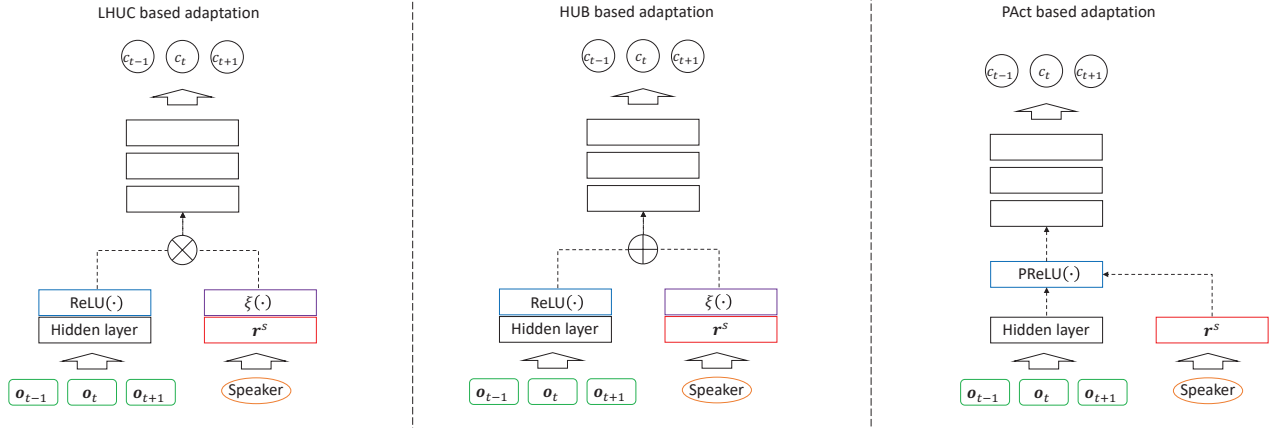 LHUC based adaptation
c_{t−1} c_t c_{t+1}
ReLU(·) ξ(·)
Hidden layer r^s
o_{t−1} o_t o_{t+1} Speaker
HUB based adaptation
c_{t−1} c_t c_{t+1}
ReLU(·) ξ(·)
Hidden layer r^s
o_{t−1} o_t o_{t+1} Speaker
PAct based adaptation
c_{t−1} c_t c_{t+1}
PReLU(·)
Hidden layer r^s
o_{t−1} o_t o_{t+1} Speaker